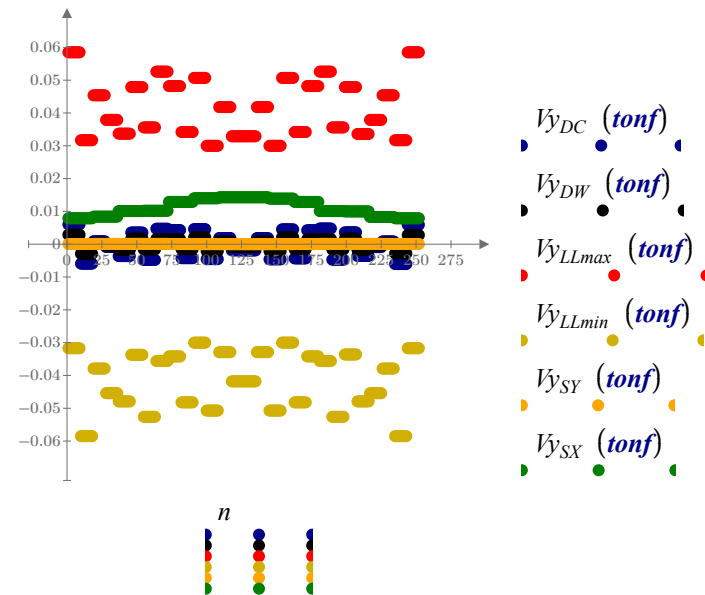 0.06
0.05
0.04
0.03
0.02
0.01
0
−0.01
−0.02
−0.03
−0.04
−0.05
−0.06
0 25 50 75 100 125 150 175 200 225 250 275
Vy_DC (tonf)
Vy_DW (tonf)
Vy_LLmax (tonf)
Vy_LLmin (tonf)
Vy_SY (tonf)
Vy_SX (tonf)
n